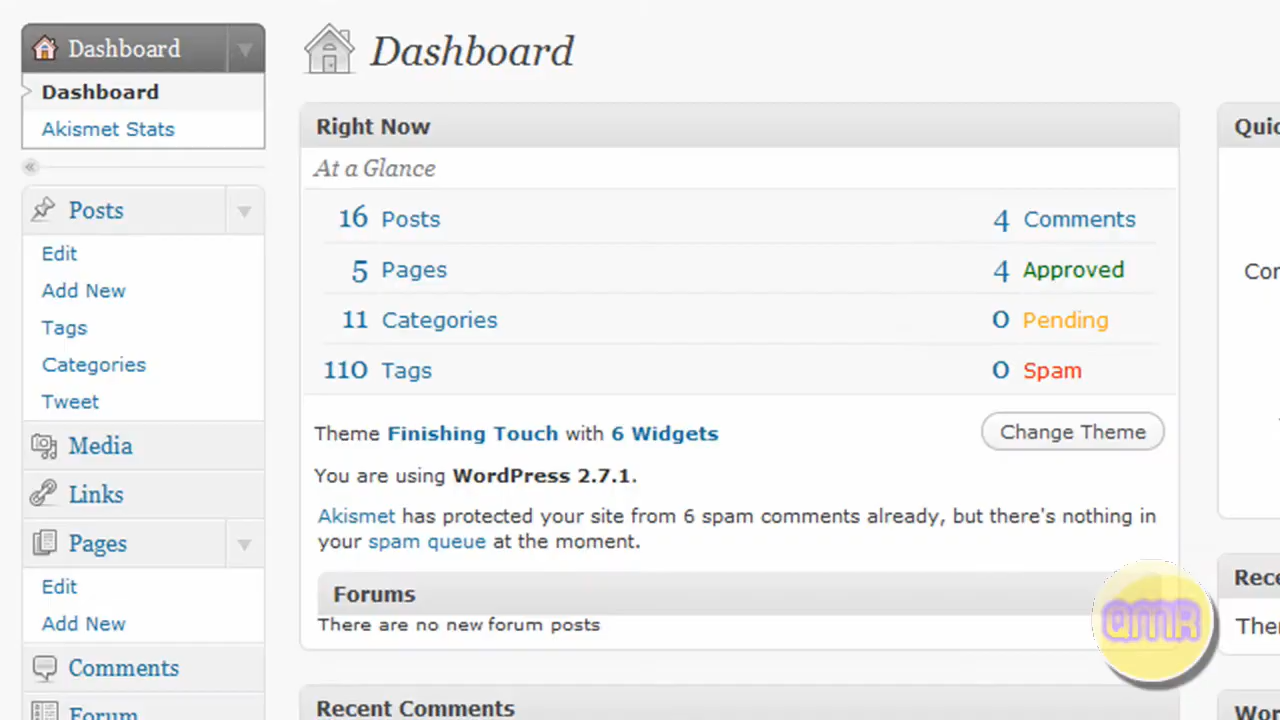 Dashboard
Dashboard
Akismet Stats
Posts
Edit
Add New
Tags
Categories
Tweet
Media
Links
Pages
Edit
Add New
Comments
Forum
Dashboard
Right Now
At a Glance
16 Posts
4 Comments
5 Pages
4 Approved
11 Categories
0 Pending
110 Tags
0 Spam
Theme Finishing Touch with 6 Widgets
Change Theme
You are using WordPress 2.7.1.
Akismet has protected your site from 6 spam comments already, but there's nothing in
your spam queue at the moment.
Forums
There are no new forum posts
QMR
Recent Comments